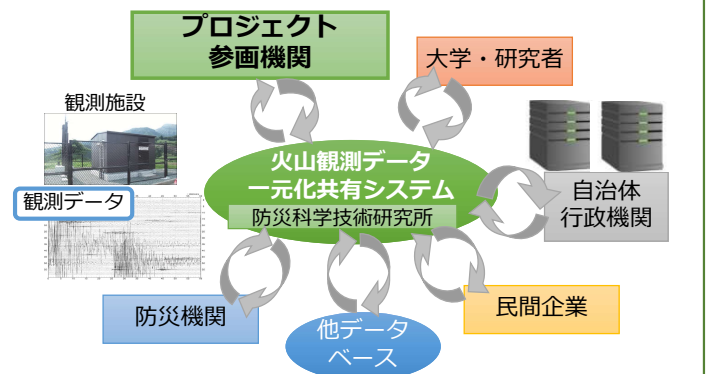 プロジェクト
参画機関
大学・研究者
観測施設
火山観測データ
一元化共有システム
防災科学技術研究所
観測データ
自治体
行政機関
防災機関
民間企業
他データ
ベース